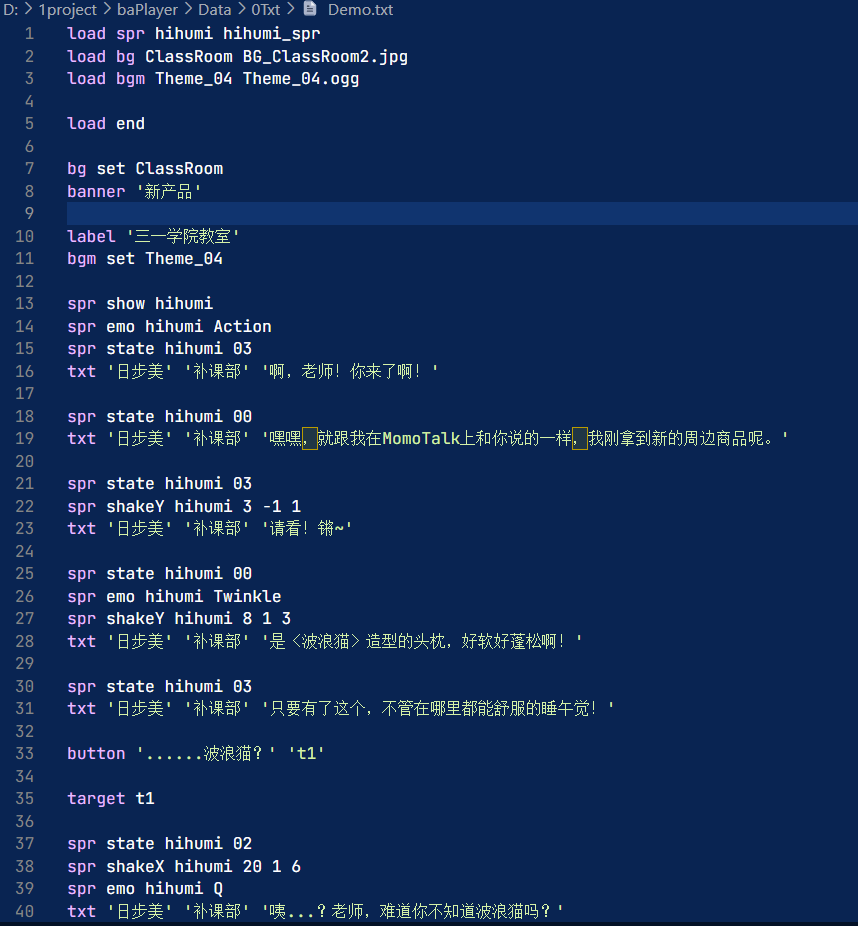 D: > 1project > baPlayer > Data > 0Txt > Demo.txt
1 load spr hihumi hihumi_spr
2 load bg ClassRoom BG_ClassRoom2.jpg
3 load bgm Theme_04 Theme_04.ogg
4
5 load end
6
7 bg set ClassRoom
8 banner '新产品'
9
10 label '三一学院教室'
11 bgm set Theme_04
12
13 spr show hihumi
14 spr emo hihumi Action
15 spr state hihumi 03
16 txt '日步美' '补课部' '啊，老师！你来了啊！'
17
18 spr state hihumi 00
19 txt '日步美' '补课部' '嘿嘿，就跟我在MomoTalk上和你说的一样，我刚拿到新的周边商品呢。'
20
21 spr state hihumi 03
22 spr shakeY hihumi 3 -1 1
23 txt '日步美' '补课部' '请看！锵~'
24
25 spr state hihumi 00
26 spr emo hihumi Twinkle
27 spr shakeY hihumi 8 1 3
28 txt '日步美' '补课部' '是〈波浪猫〉造型的头枕，好软好蓬松啊！'
29
30 spr state hihumi 03
31 txt '日步美' '补课部' '只要有了这个，不管在哪里都能舒服的睡午觉！'
32
33 button '......波浪猫？' 't1'
34
35 target t1
36
37 spr state hihumi 02
38 spr shakeX hihumi 20 1 6
39 spr emo hihumi Q
40 txt '日步美' '补课部' '咦...？老师，难道你不知道波浪猫吗？'